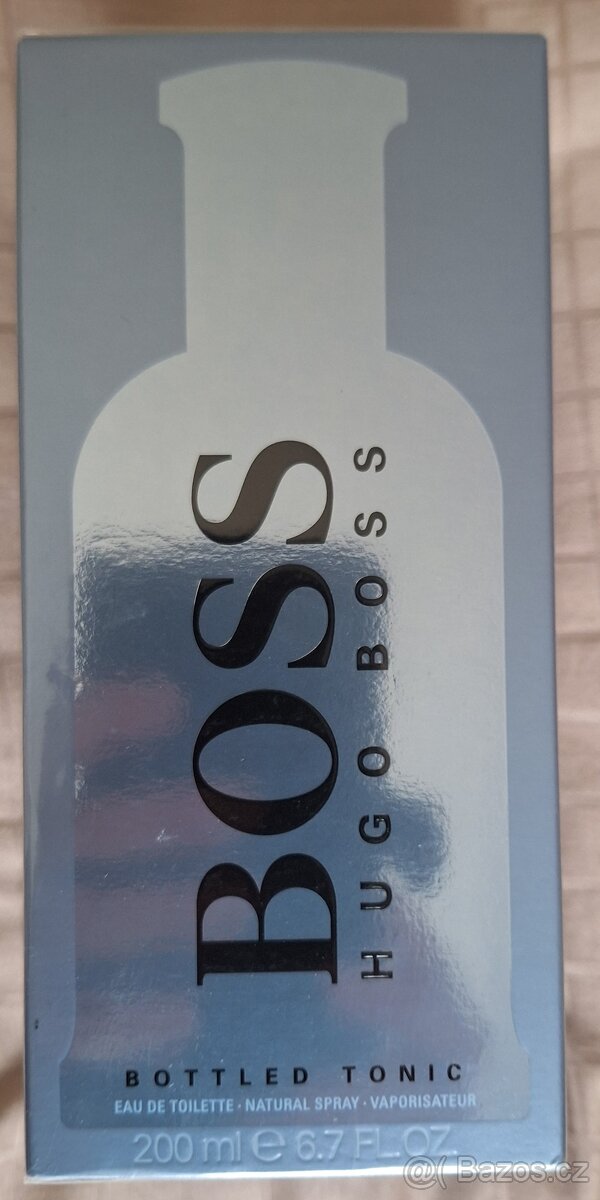 BOSS
HUGO BOSS
BOTTLED TONIC
EAU DE TOILETTE · NATURAL SPRAY · VAPORISATEUR
200 ml ℮ 6.7 FL.OZ.
@( Bazos.cz